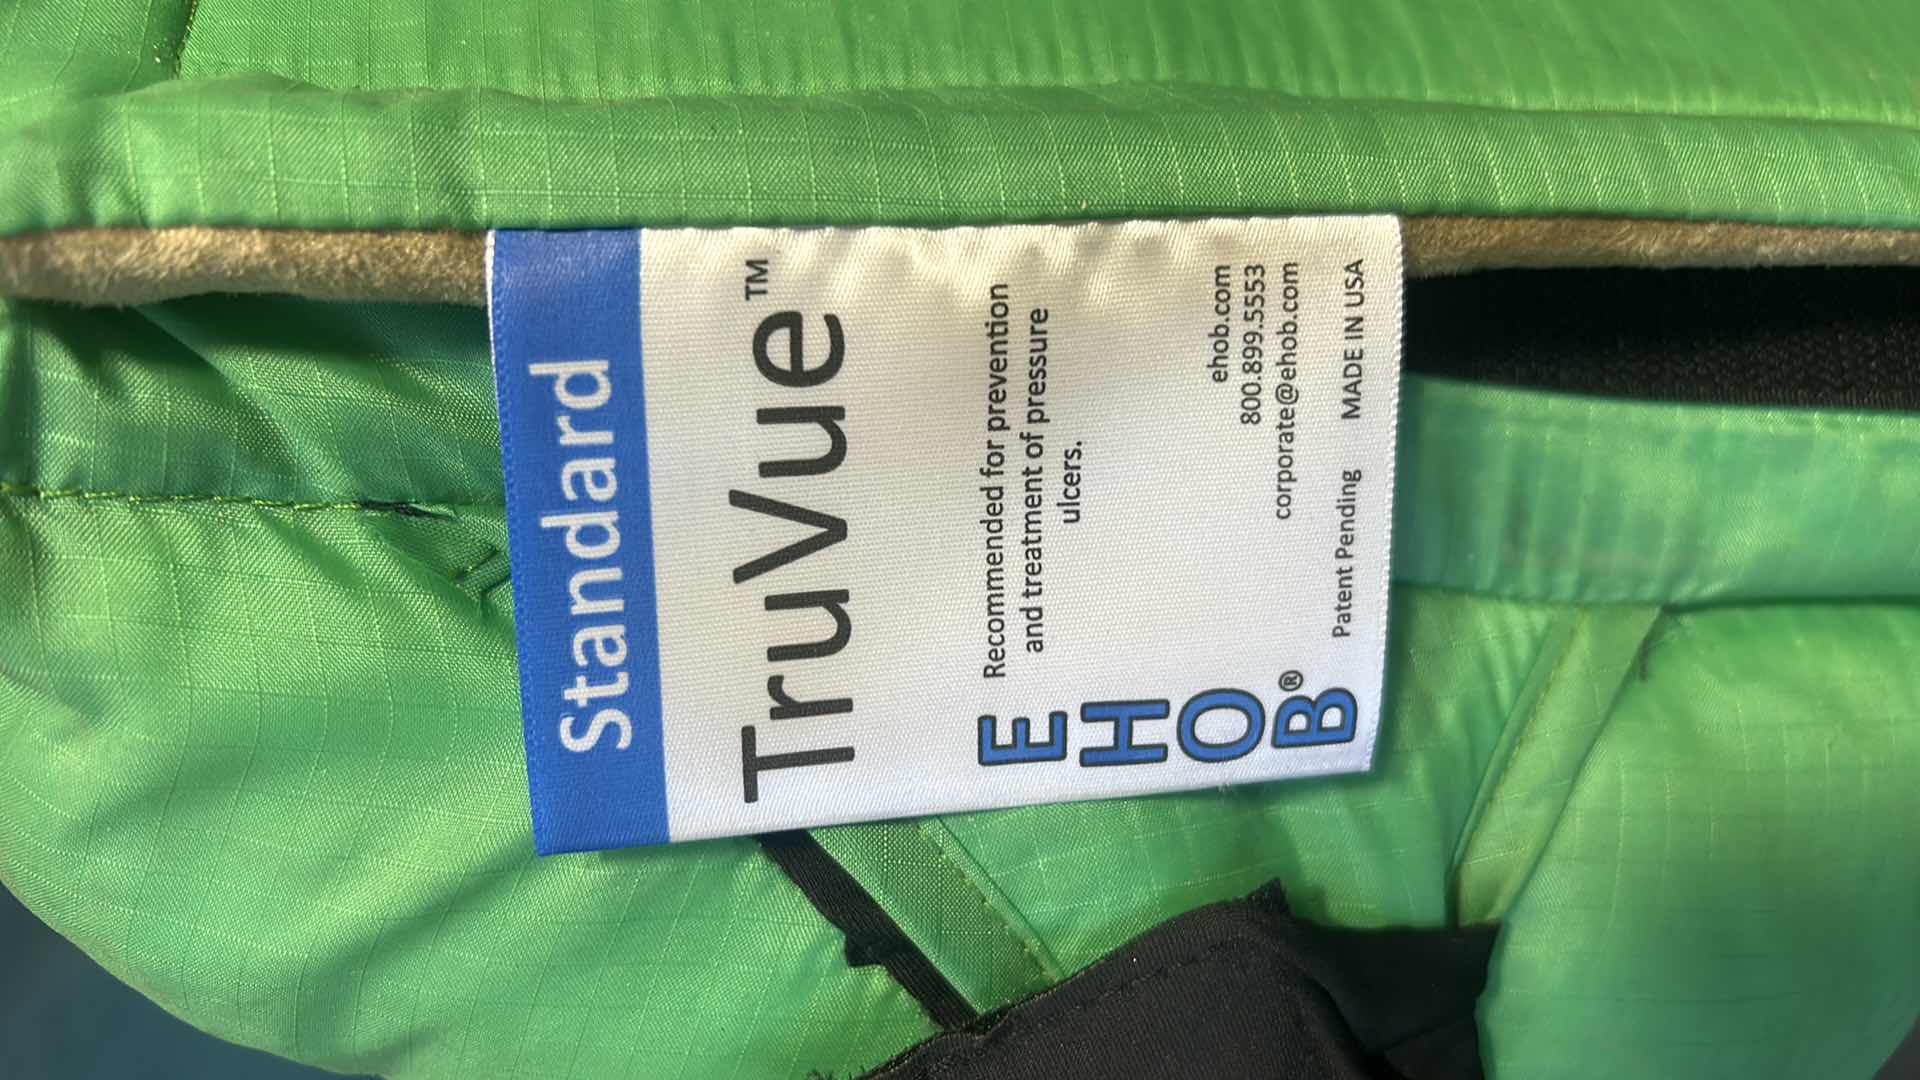 Standard
TruVue™
Recommended for prevention
and treatment of pressure
ulcers.
E
H
O
B®
ehob.com
800.899.5553
corporate@ehob.com
Patent Pending MADE IN USA